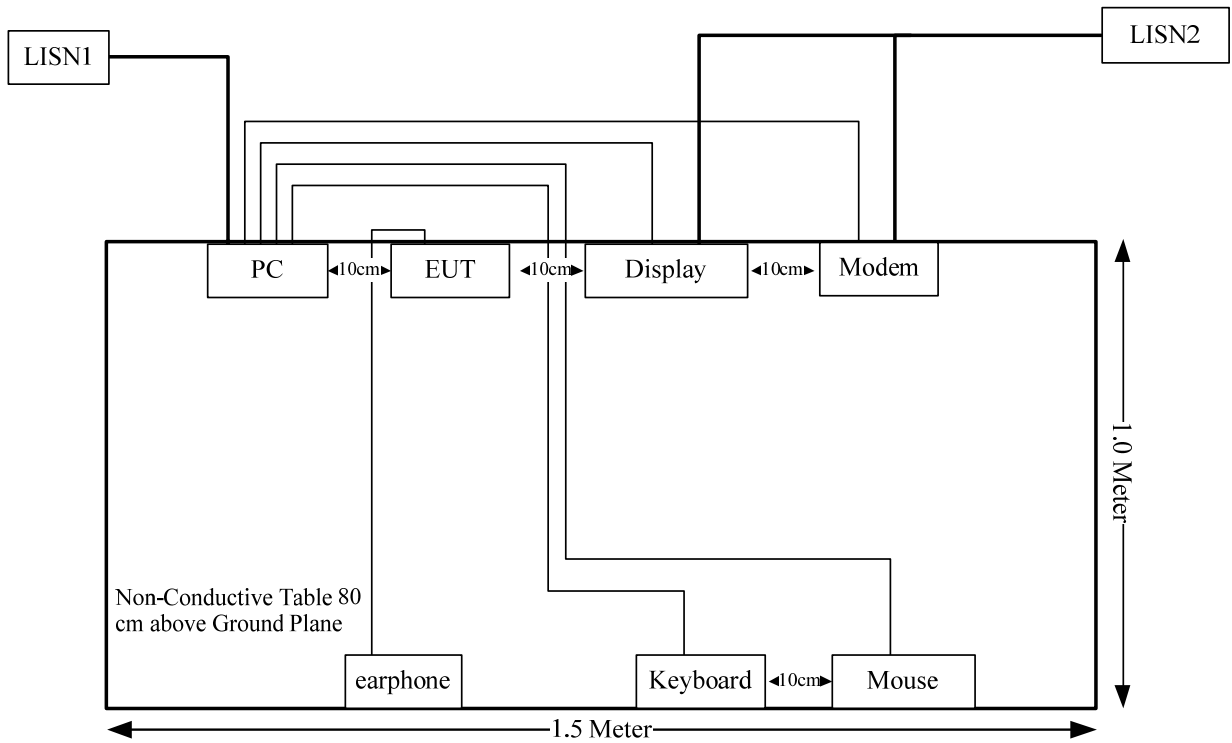 LISN1
LISN2
PC
10cm
EUT
10cm
Display
10cm
Modem
1.0 Meter
Non-Conductive Table 80
cm above Ground Plane
earphone
Keyboard
10cm
Mouse
1.5 Meter